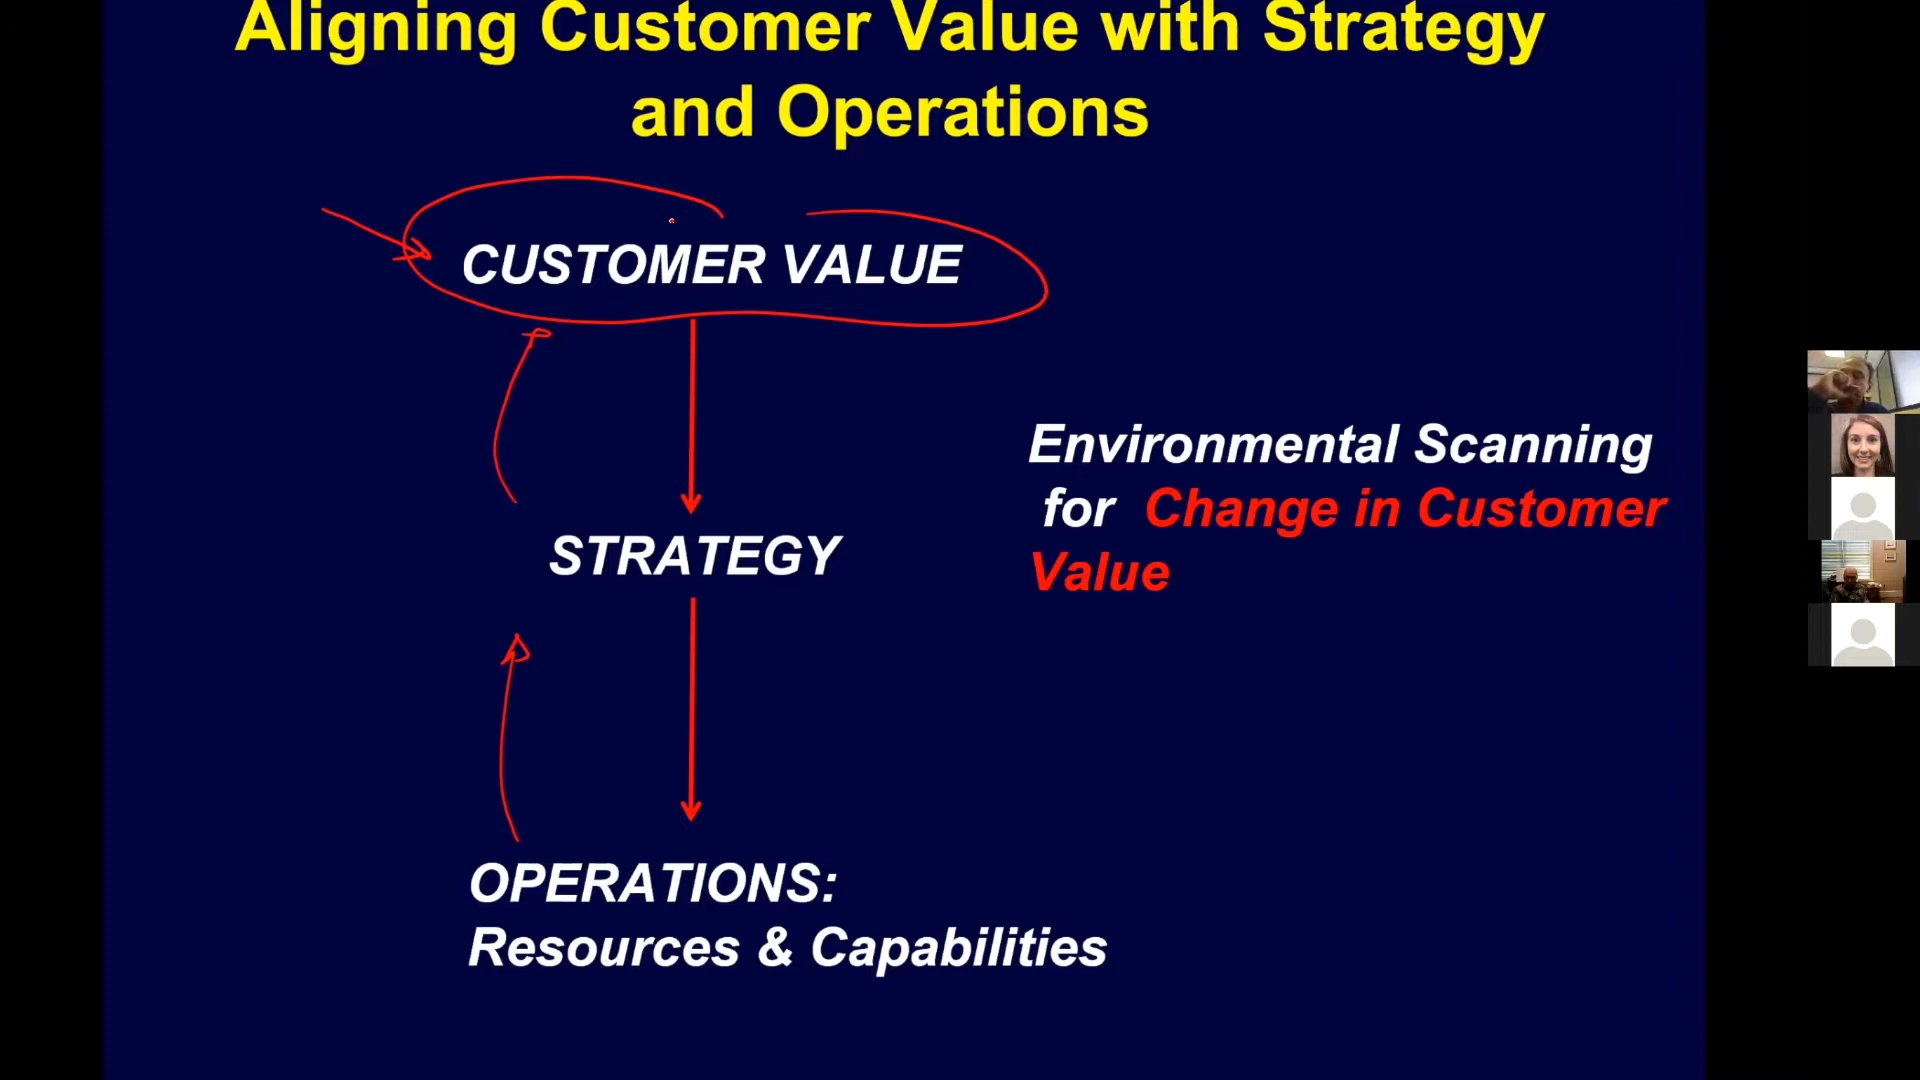 Aligning Customer Value with Strategy
and Operations
CUSTOMER VALUE
Environmental Scanning
for Change in Customer
Value
STRATEGY
OPERATIONS:
Resources & Capabilities